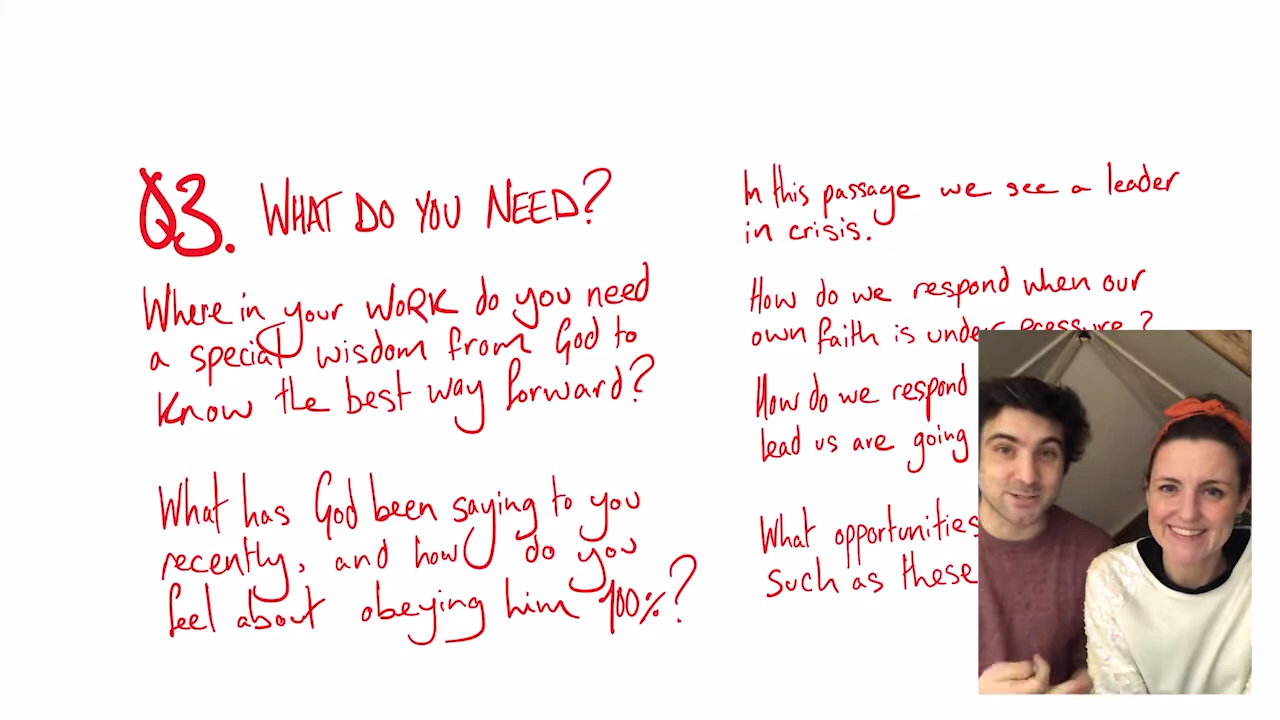 Q3. WHAT DO YOU NEED?
Where in your WORK do you need
a special wisdom from God to
know the best way forward?
What has God been saying to you
recently, and how do you
feel about obeying him 100%?
In this passage we see a leader
in crisis.
How do we respond when our
own faith is under pressure?
How do we respond
lead us are going
What opportunities
such as these